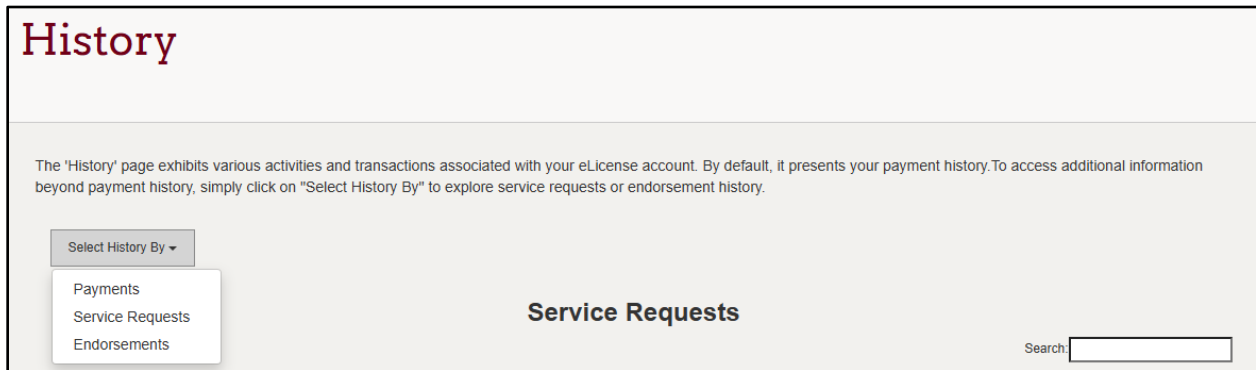 History
The 'History' page exhibits various activities and transactions associated with your eLicense account. By default, it presents your payment history.To access additional information
beyond payment history, simply click on "Select History By" to explore service requests or endorsement history.
Select History By
Payments
Service Requests
Endorsements
Service Requests
Search: